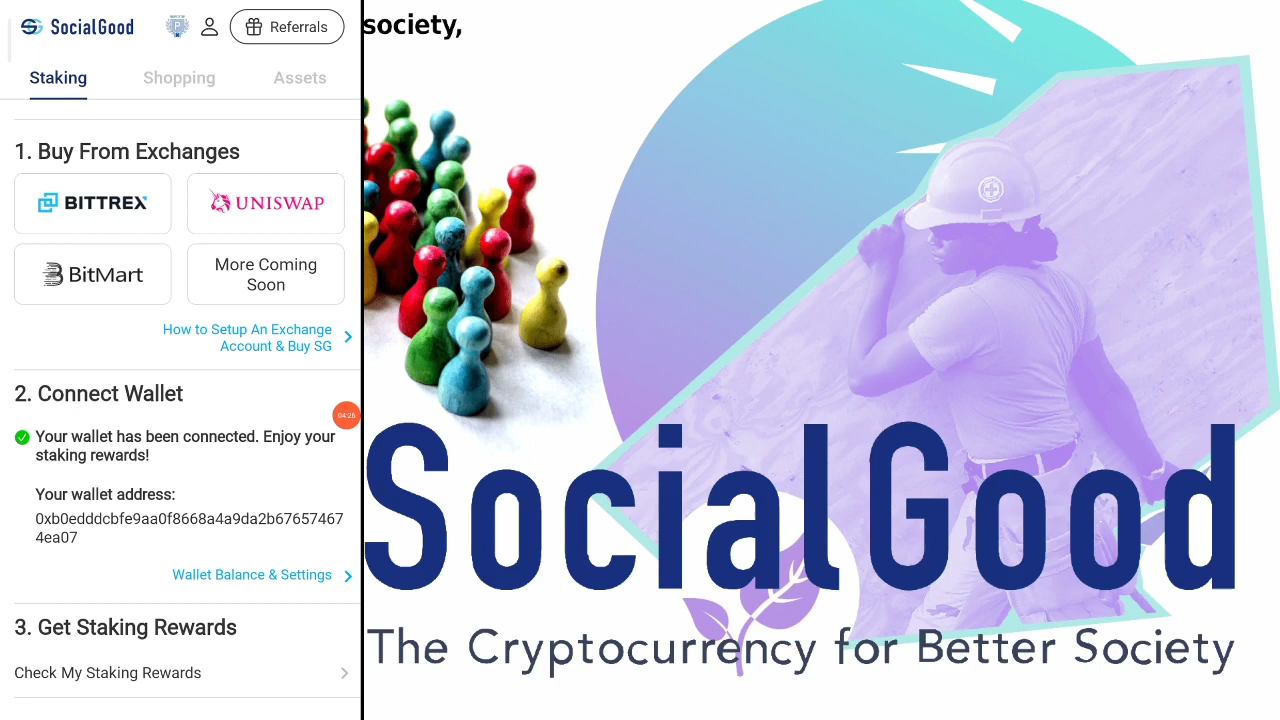 SocialGood
Referrals
Staking
Shopping
Assets
1. Buy From Exchanges
BITTREX
UNISWAP
BitMart
More Coming
Soon
How to Setup An Exchange
Account & Buy SG
2. Connect Wallet
04:26
Your wallet has been connected. Enjoy your
staking rewards!
Your wallet address:
0xb0edddcbfe9aa0f8668a4a9da2b67657467
4ea07
Wallet Balance & Settings
3. Get Staking Rewards
Check My Staking Rewards
society,
SocialGood
The Cryptocurrency for Better Society